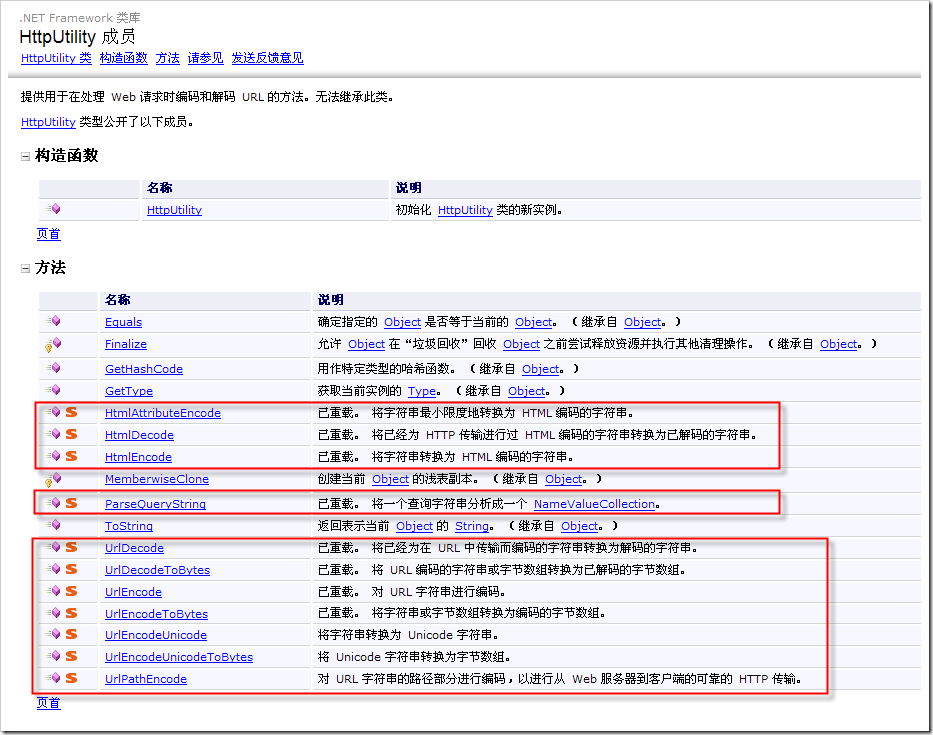 .NET Framework 类库
HttpUtility 成员
HttpUtility 类 构造函数 方法 请参见 发送反馈意见
提供用于在处理 Web 请求时编码和解码 URL 的方法。无法继承此类。
HttpUtility 类型公开了以下成员。
构造函数
名称 说明
HttpUtility 初始化 HttpUtility 类的新实例。
页首
方法
名称 说明
Equals 确定指定的 Object 是否等于当前的 Object。 （继承自 Object。）
Finalize 允许 Object 在“垃圾回收”回收 Object 之前尝试释放资源并执行其他清理操作。 （继承自 Object。）
GetHashCode 用作特定类型的哈希函数。 （继承自 Object。）
GetType 获取当前实例的 Type。 （继承自 Object。）
S HtmlAttributeEncode 已重载。 将字符串最小限度地转换为 HTML 编码的字符串。
S HtmlDecode 已重载。 将已经为 HTTP 传输进行过 HTML 编码的字符串转换为已解码的字符串。
S HtmlEncode 已重载。 将字符串转换为 HTML 编码的字符串。
MemberwiseClone 创建当前 Object 的浅表副本。 （继承自 Object。）
S ParseQueryString 已重载。 将一个查询字符串分析成一个 NameValueCollection。
ToString 返回表示当前 Object 的 String。 （继承自 Object。）
S UrlDecode 已重载。 将已经为在 URL 中传输而编码的字符串转换为解码的字符串。
S UrlDecodeToBytes 已重载。 将 URL 编码的字符串或字节数组转换为已解码的字节数组。
S UrlEncode 已重载。 对 URL 字符串进行编码。
S UrlEncodeToBytes 已重载。 将字符串或字节数组转换为编码的字节数组。
S UrlEncodeUnicode 将字符串转换为 Unicode 字符串。
S UrlEncodeUnicodeToBytes 将 Unicode 字符串转换为字节数组。
S UrlPathEncode 对 URL 字符串的路径部分进行编码，以进行从 Web 服务器到客户端的可靠的 HTTP 传输。
页首